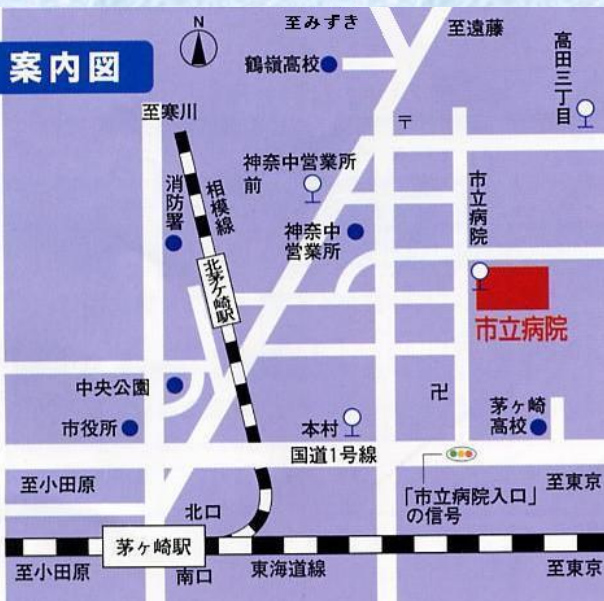 案内図
N
至みずき
至遠藤
鶴嶺高校
高田三丁目
至寒川
〒
神奈中営業所
前
消防署
相模線
市立病院
神奈中
営業所
北茅ヶ崎駅
市立病院
中央公園
卍
茅ヶ崎
高校
市役所
本村
国道1号線
至小田原
「市立病院入口」
の信号
至東京
北口
茅ヶ崎駅
至小田原
南口
東海道線
至東京